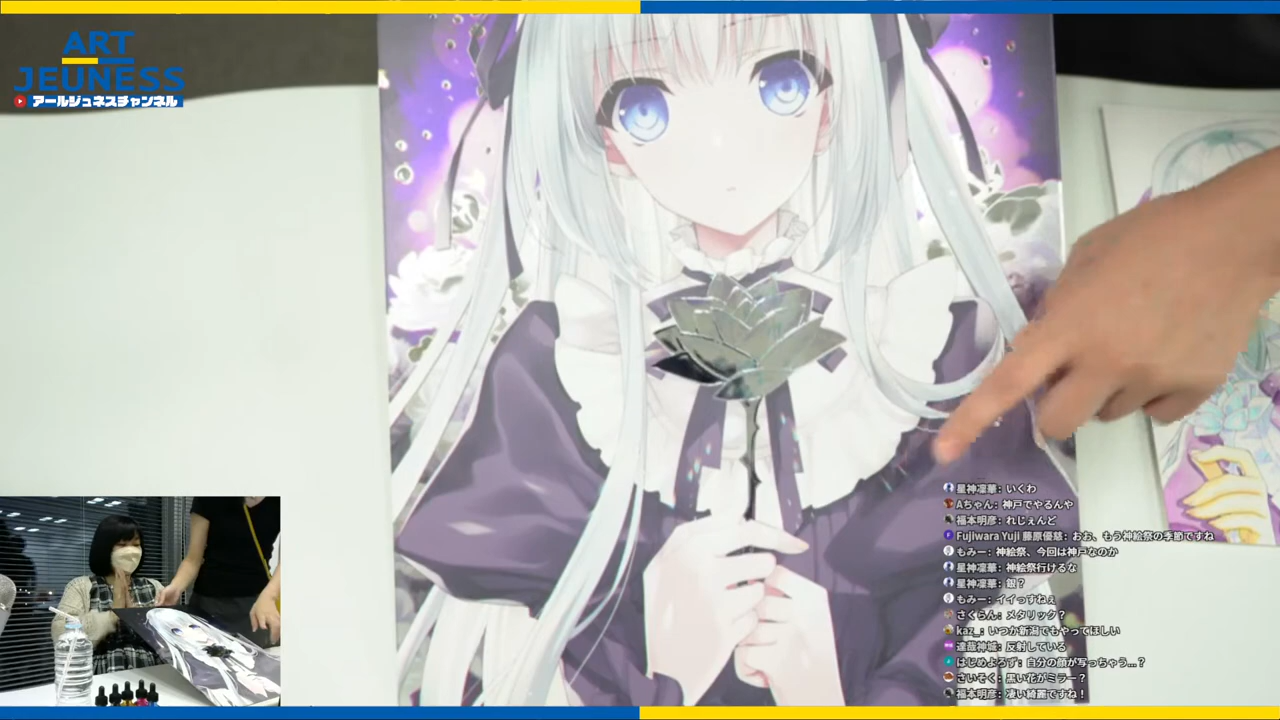 ART
JEUNESS
アールジュネスチャンネル
星神凜華: いくわ
Aちゃん: 神戸でやるんや
福本明彦: れじぇんど
Fujiwara Yuji 藤原優慈: おお、もう神絵祭の季節ですね
もみー: 神絵祭、今回は神戸なのか
星神凜華: 神絵祭行けるな
星神凜華: 銀？
もみー: イイっすねぇ
さくらん: メタリック？
kaz_: いつか新潟でもやってほしい
達哉神城: 反射している
はじめよろず: 自分の顔が写っちゃう…？
さいそく: 黒い花がミラー？
福本明彦: 凄い綺麗ですね！